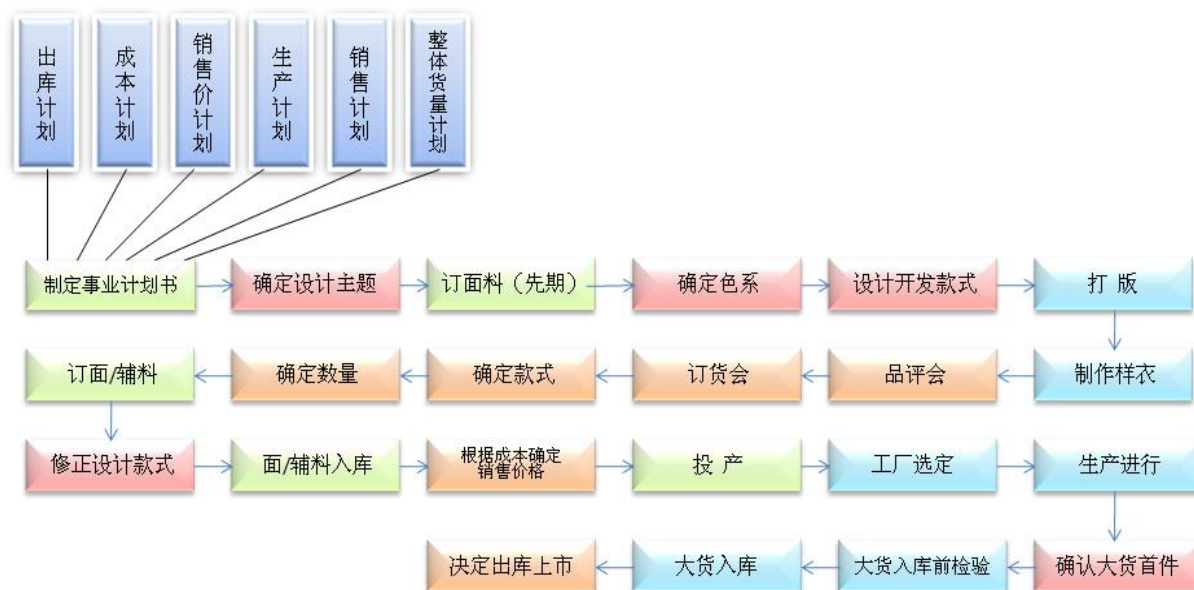 出库计划
成本计划
销售价计划
生产计划
销售计划
整体货量计划
制定事业计划书
确定设计主题
订面料（先期）
确定色系
设计开发款式
打 版
订面/辅料
确定数量
确定款式
订货会
品评会
制作样衣
修正设计款式
面/辅料入库
根据成本确定
销售价格
投 产
工厂选定
生产进行
决定出库上市
大货入库
大货入库前检验
确认大货首件